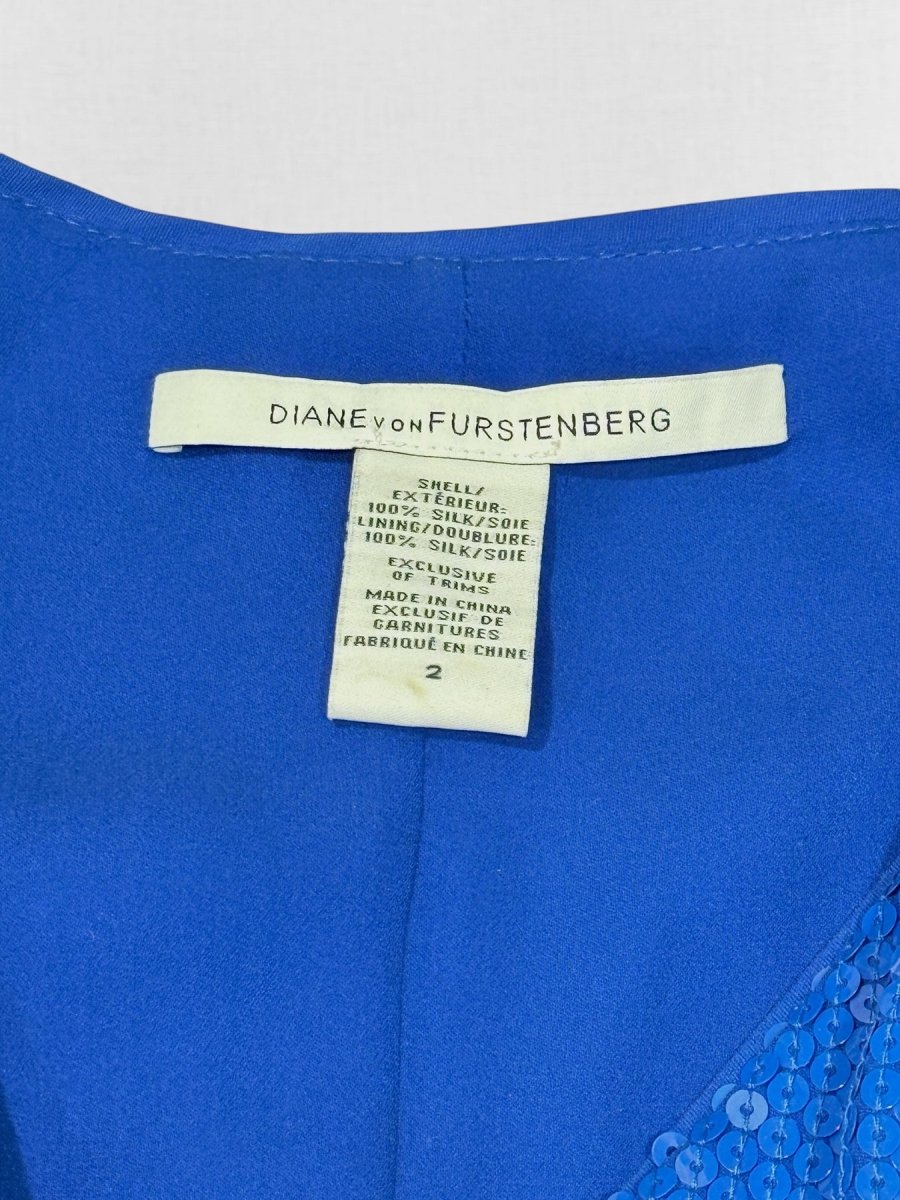 DIANE VON FURSTENBERG
SHELL/
EXTÉRIEUR:
100% SILK/SOIE
LINING/DOUBLURE:
100% SILK/SOIE
EXCLUSIVE
OF TRIMS
MADE IN CHINA
EXCLUSIF DE
GARNITURES
FABRIQUÉ EN CHINE
2